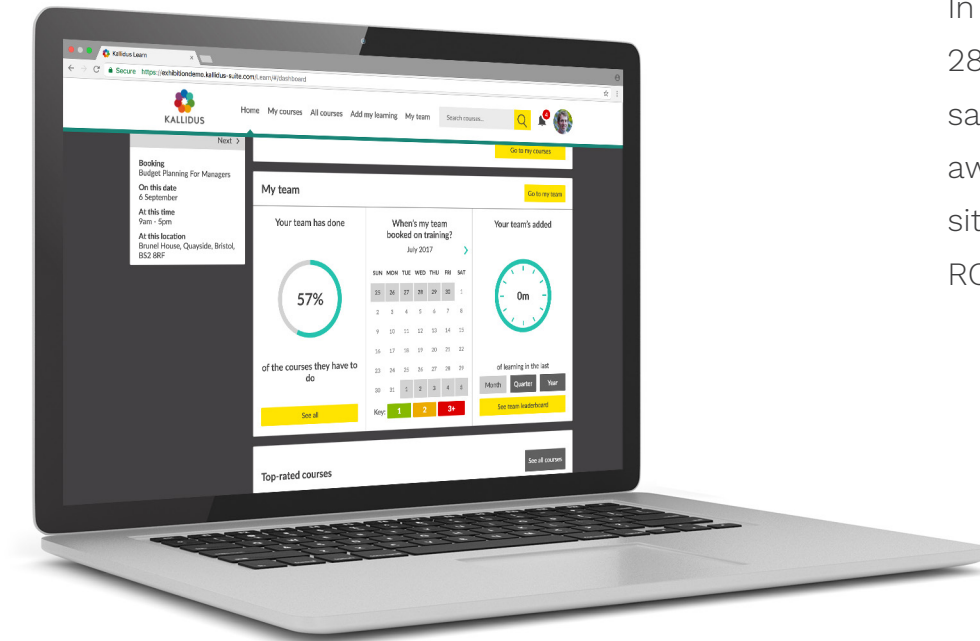 Kallidus Learn
Secure https://exhibitiondemo.kallidus-suite.com/Learn/#/dashboard
KALLIDUS
Home My courses All courses Add my learning My team Search courses...
Next >
Booking
Budget Planning For Managers
On this date
6 September
At this time
9am - 5pm
At this location
Brunel House, Quayside, Bristol,
BS2 8RF
Go to my courses
My team
Go to my team
Your team has done
57%
of the courses they have to
do
See all
When's my team
booked on training?
July 2017 >
SUN MON TUE WED THU FRI SAT
25 26 27 28 29 30 1
2 3 4 5 6 7 8
9 10 11 12 13 14 15
16 17 18 19 20 21 22
23 24 25 26 27 28 29
30 31 1 2 3 4 5
Key: 1 2 3+
Your team's added
0m
of learning in the last
Month Quarter Year
See team leaderboard
Top-rated courses
See all courses
In
28
sa
aw
sit